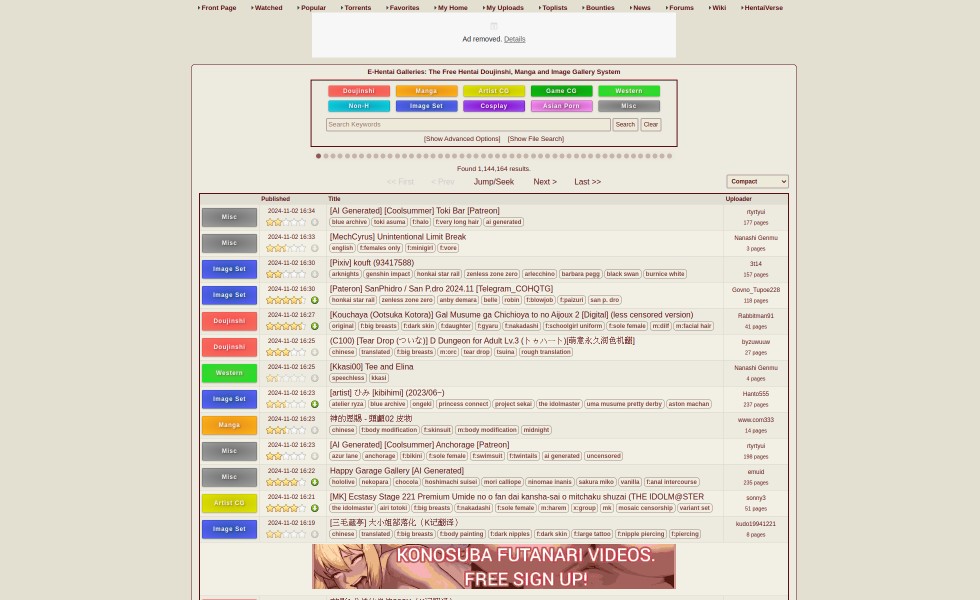 Front Page Watched Popular Torrents Favorites My Home My Uploads Toplists Bounties News Forums Wiki HentaiVerse
Ad removed. Details
E-Hentai Galleries: The Free Hentai Doujinshi, Manga and Image Gallery System
Doujinshi Manga Artist CG Game CG Western
Non-H Image Set Cosplay Asian Porn Misc
Search Keywords Search Clear
[Show Advanced Options] [Show File Search]
Found 1,144,164 results.
<< First < Prev Jump/Seek Next > Last >> Compact
Published Title Uploader
Misc 2024-11-02 16:34 [AI Generated] [Coolsummer] Toki Bar [Patreon] rtyrtyui
blue archive toki asuma f:halo f:very long hair ai generated 177 pages
Misc 2024-11-02 16:33 [MechCyrus] Unintentional Limit Break Nanashi Genmu
english f:females only f:minigirl f:vore 3 pages
Image Set 2024-11-02 16:30 [Pixiv] kouft (93417588) 3t14
arknights genshin impact honkai star rail zenless zone zero arlecchino barbara pegg black swan burnice white 157 pages
Image Set 2024-11-02 16:30 [Pateron] SanPhidro / San P.dro 2024.11 [Telegram_COHQTG] Govno_Tupoe228
honkai star rail zenless zone zero anby demara belle robin f:blowjob f:paizuri san p. dro 118 pages
Doujinshi 2024-11-02 16:27 [Kouchaya (Ootsuka Kotora)] Gal Musume ga Chichioya to no Aijoux 2 [Digital] (less censored version) Rabbitman91
original f:big breasts f:dark skin f:daughter f:gyaru f:nakadashi f:schoolgirl uniform f:sole female m:dilf m:facial hair 41 pages
Doujinshi 2024-11-02 16:25 (C100) [Tear Drop (ついな)] D Dungeon for Adult Lv.3 (トゥハート)[萌意永久润色机翻] byzuwuuw
chinese translated f:big breasts m:orc tear drop tsuina rough translation 27 pages
Western 2024-11-02 16:25 [Kkasi00] Tee and Elina Nanashi Genmu
speechless kkasi 4 pages
Image Set 2024-11-02 16:23 [artist] ひみ [kibihimi] (2023/06~) Hanto555
atelier ryza blue archive ongeki princess connect project sekai the idolmaster uma musume pretty derby aston machan 237 pages
Manga 2024-11-02 16:23 www.com333
chinese f:body modification f:skinsuit m:body modification midnight 14 pages
Misc 2024-11-02 16:23 [AI Generated] [Coolsummer] Anchorage [Patreon] rtyrtyui
azur lane anchorage f:bikini f:sole female f:swimsuit f:twintails ai generated uncensored 198 pages
Misc 2024-11-02 16:22 Happy Garage Gallery [AI Generated] emuid
hololive nekopara chocola hoshimachi suisei mori calliope ninomae inanis sakura miko vanilla f:anal intercourse 235 pages
Artist CG 2024-11-02 16:21 [MK] Ecstasy Stage 221 Premium Umide no o fan dai kansha-sai o mitchaku shuzai (THE IDOLM@STER sonny3
the idolmaster airi totoki f:big breasts f:nakadashi f:sole female m:harem x:group mk mosaic censorship variant set 51 pages
Image Set 2024-11-02 16:19 [三毛蔵亭] 大小姐部落化（K记翻译） kudo19941221
chinese translated f:big breasts f:body painting f:dark nipples f:dark skin f:large tattoo f:nipple piercing f:piercing 8 pages
KONOSUBA FUTANARI VIDEOS.
FREE SIGN UP!